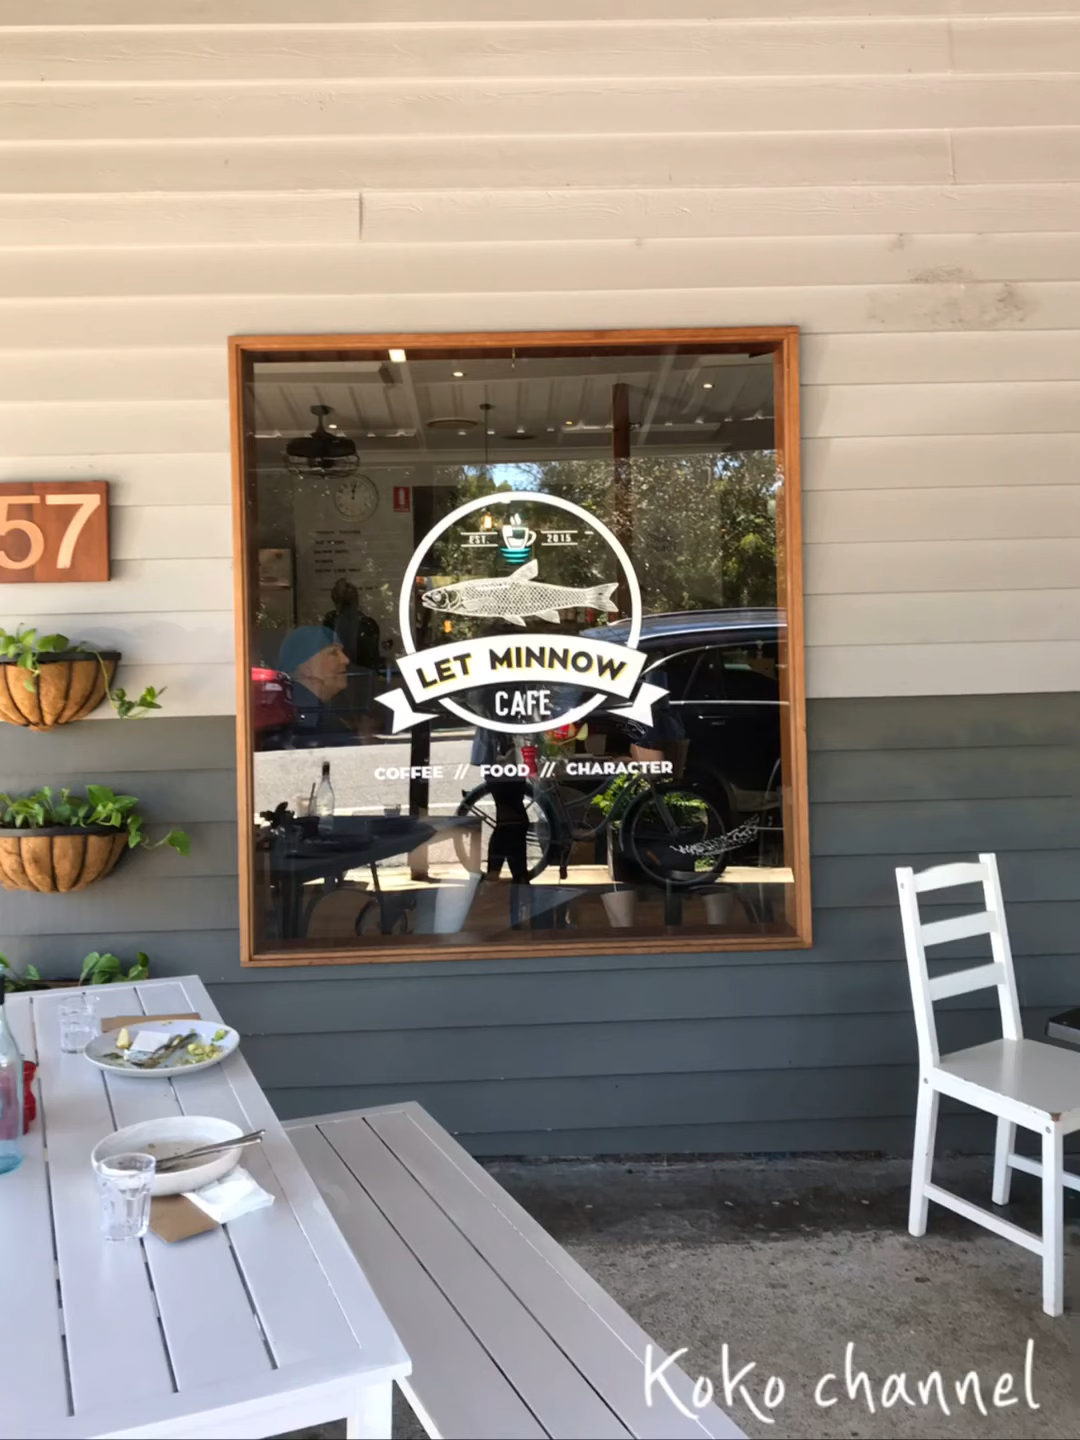 57
EST. 2015
LET MINNOW
CAFE
COFFEE // FOOD // CHARACTER
Koko channel